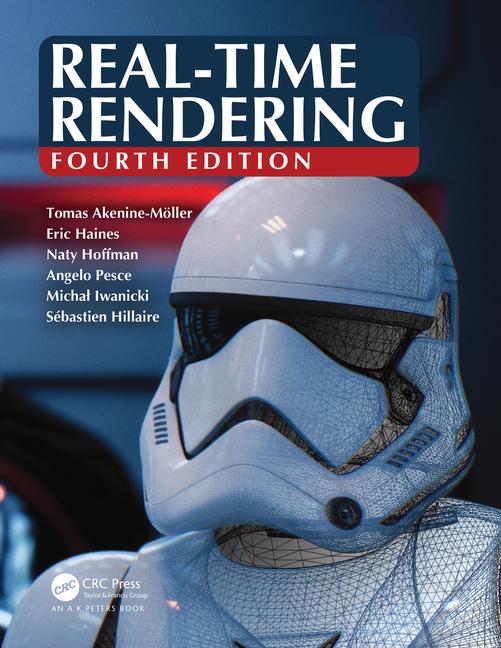 REAL-TIME
RENDERING
FOURTH EDITION
Tomas Akenine-Möller
Eric Haines
Naty Hoffman
Angelo Pesce
Michał Iwanicki
Sébastien Hillaire
CRC
CRC Press
Taylor & Francis Group
AN A K PETERS BOOK